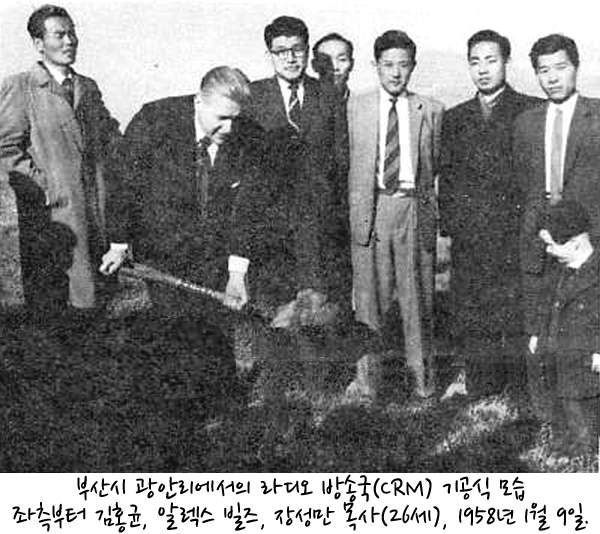 부산시 광안리에서의 라디오 방송국(CRM) 기공식 모습
좌측부터 김홍균, 알렉스 빌즈, 장성만 목사(26세), 1958년 1월 9일.